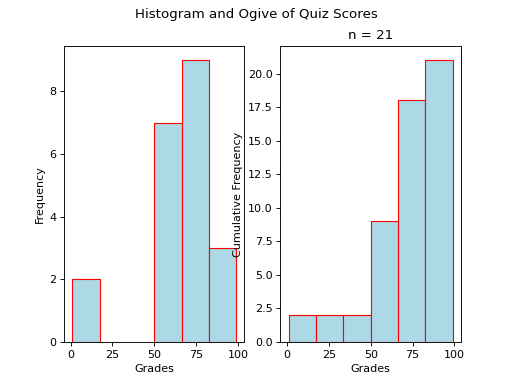 Histogram and Ogive of Quiz Scores
n = 21
8
6
4
2
0
Frequency
0 25 50 75 100
Grades
20.0
17.5
15.0
12.5
10.0
7.5
5.0
2.5
0.0
Cumulative Frequency
0 25 50 75 100
Grades